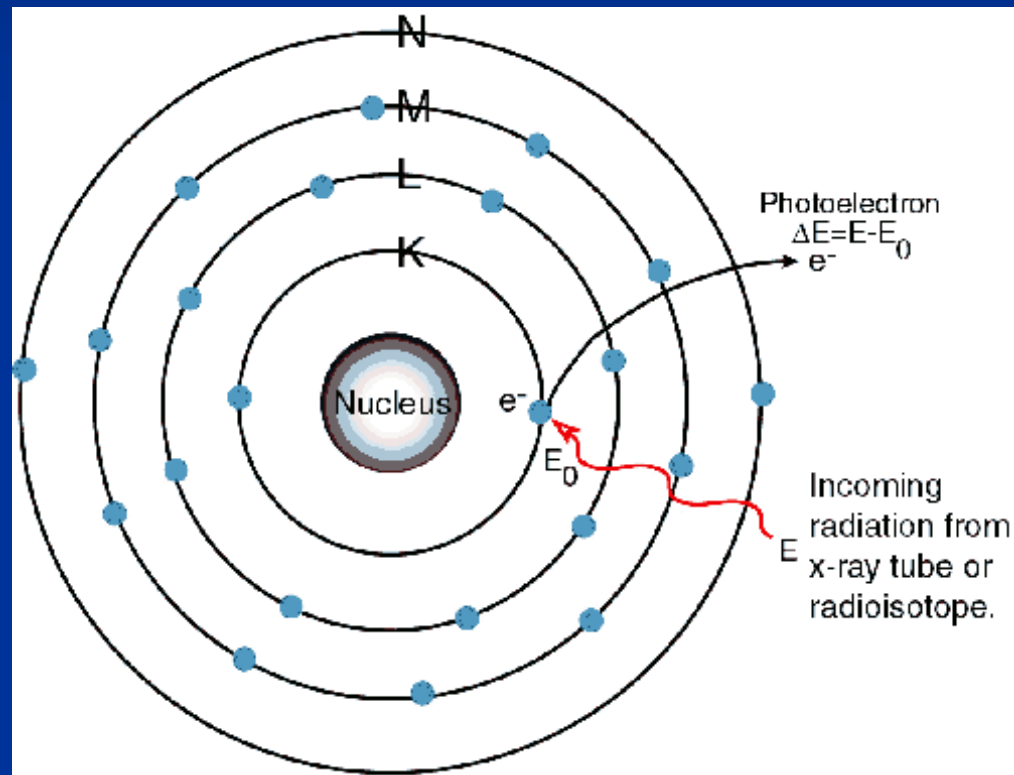 N
M
L
K
Photoelectron
ΔE=E-E₀
e⁻
Nucleus
e⁻
E₀
E
Incoming
radiation from
x-ray tube or
radioisotope.